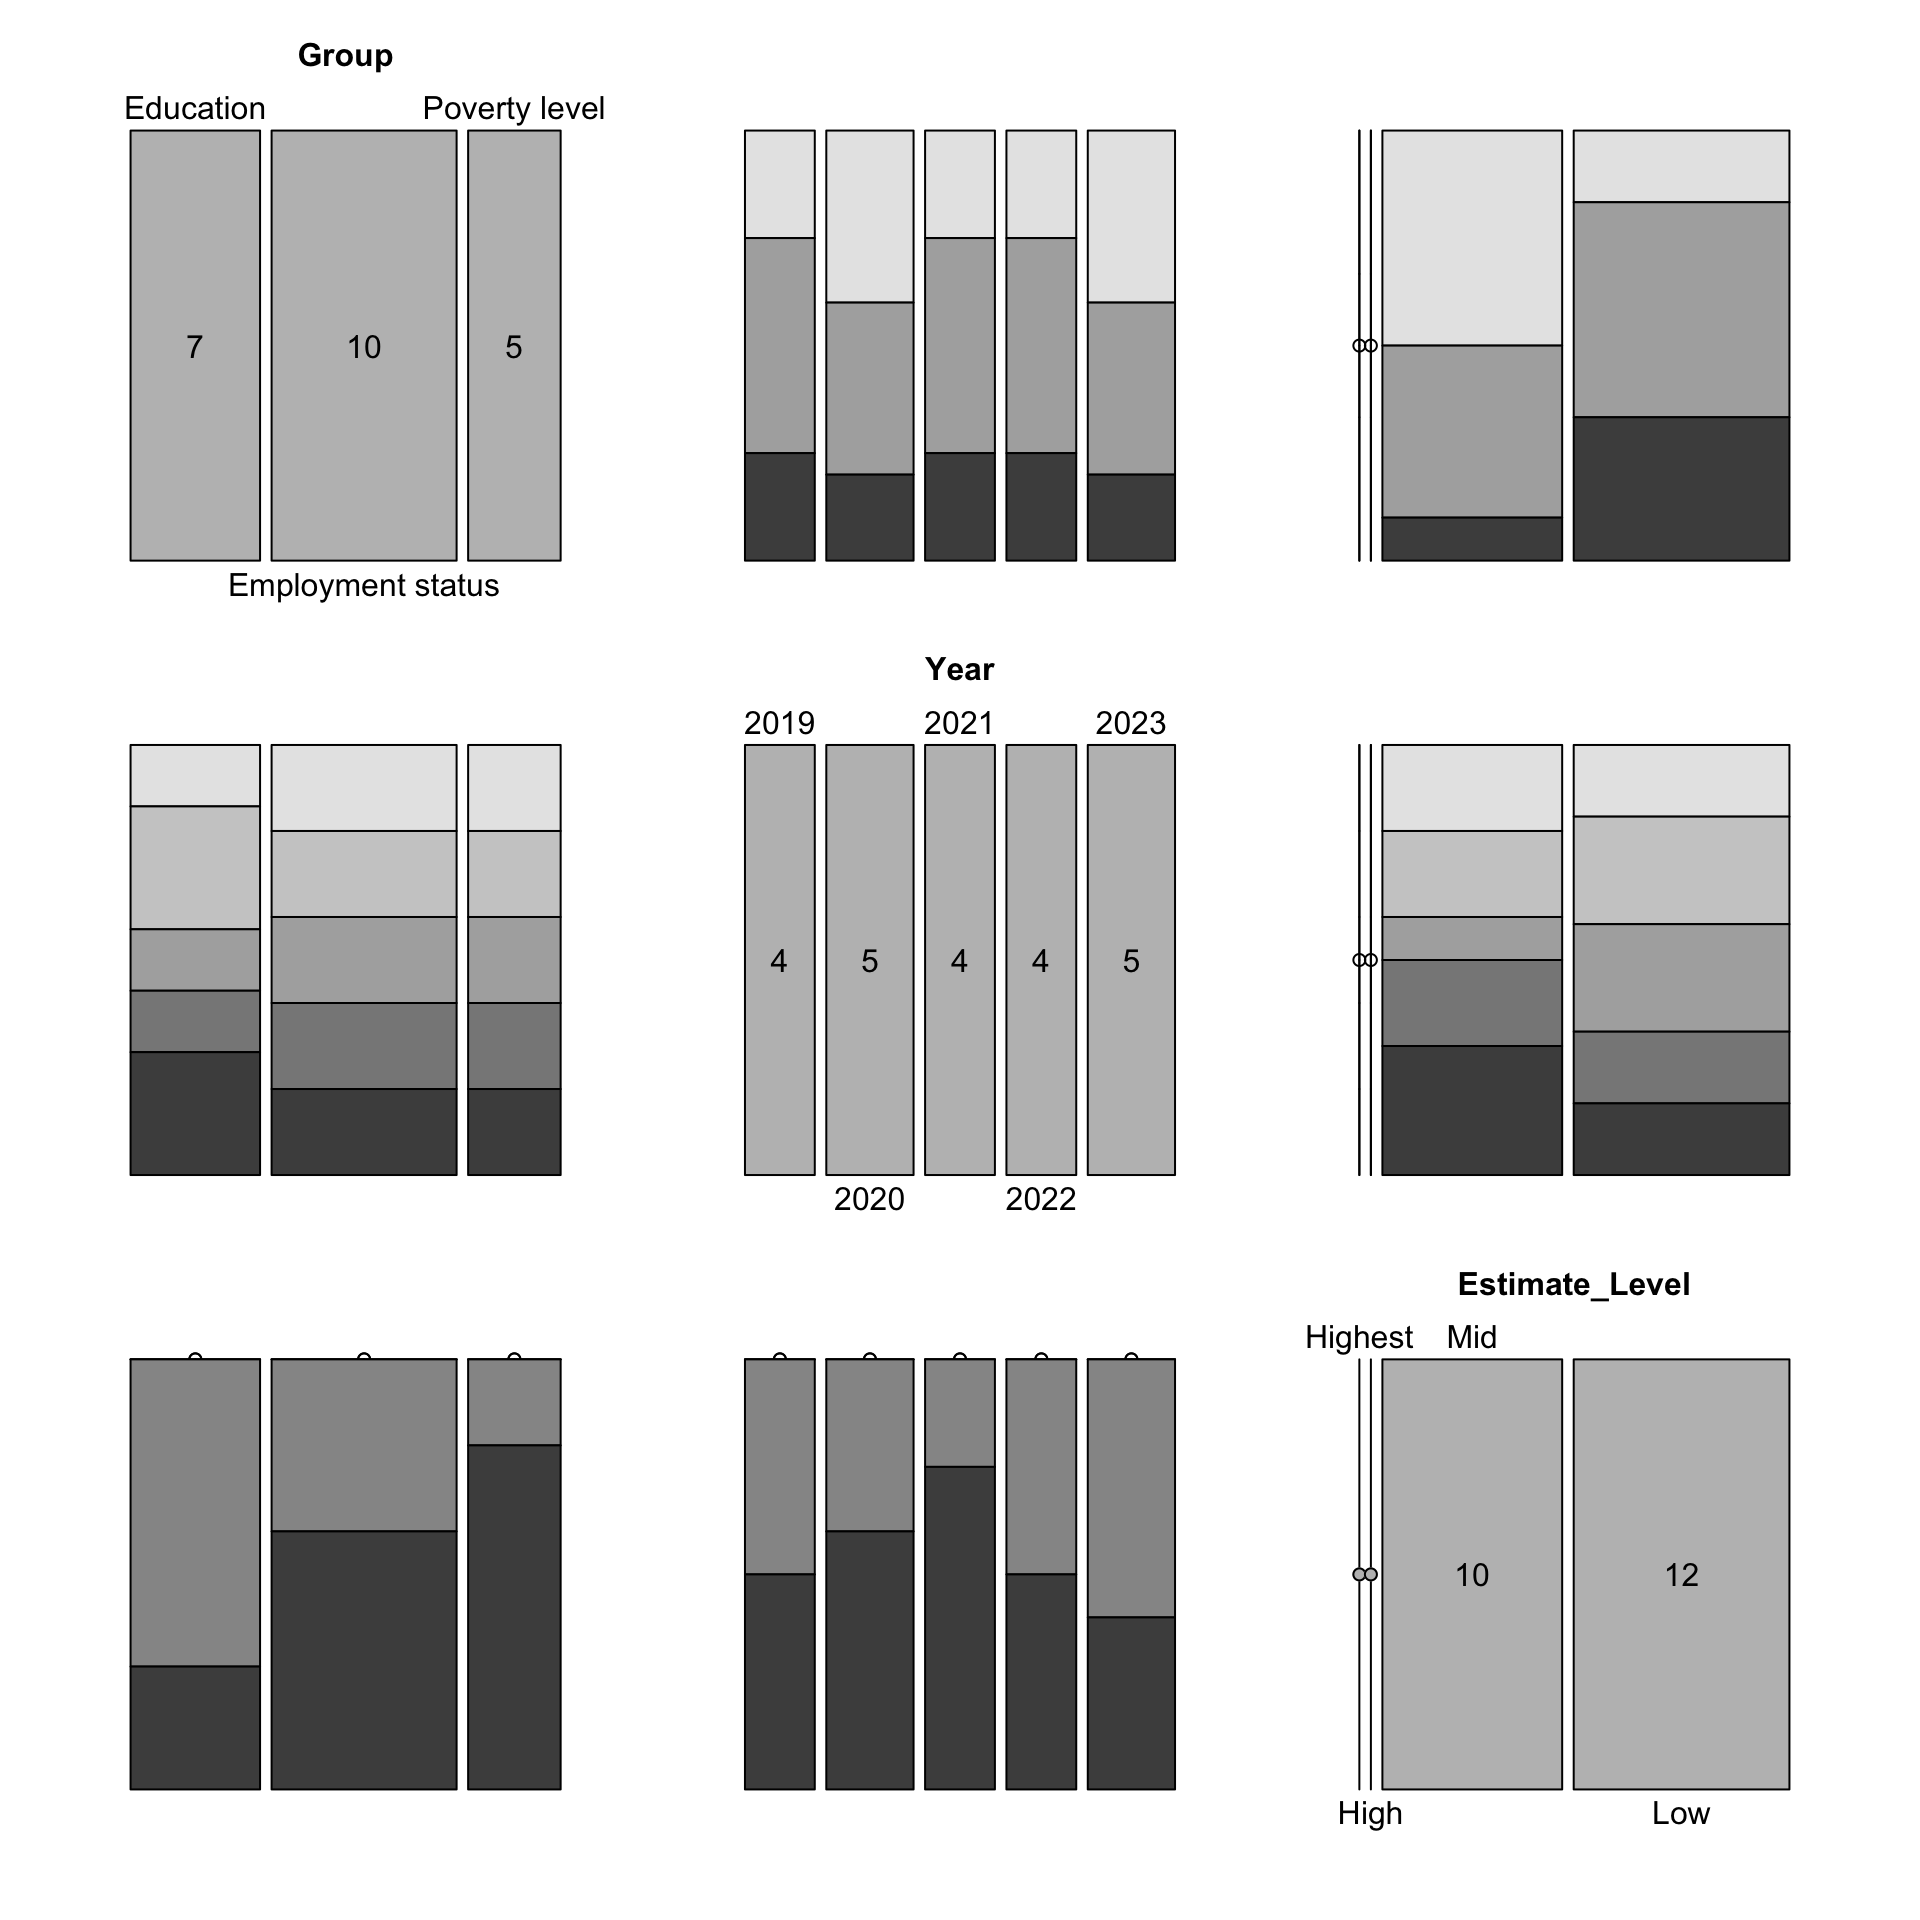 Group
Education Poverty level
7 10 5
Employment status
Year
2019 2021 2023
4 5 4 4 5
2020 2022
Estimate_Level
Highest Mid
10 12
High Low